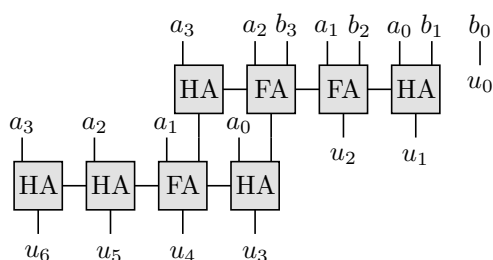 a₃ a₂ b₃ a₁ b₂ a₀ b₁ b₀
HA FA FA HA u₀
a₃ a₂ a₁ a₀ u₂ u₁
HA HA FA HA
u₆ u₅ u₄ u₃